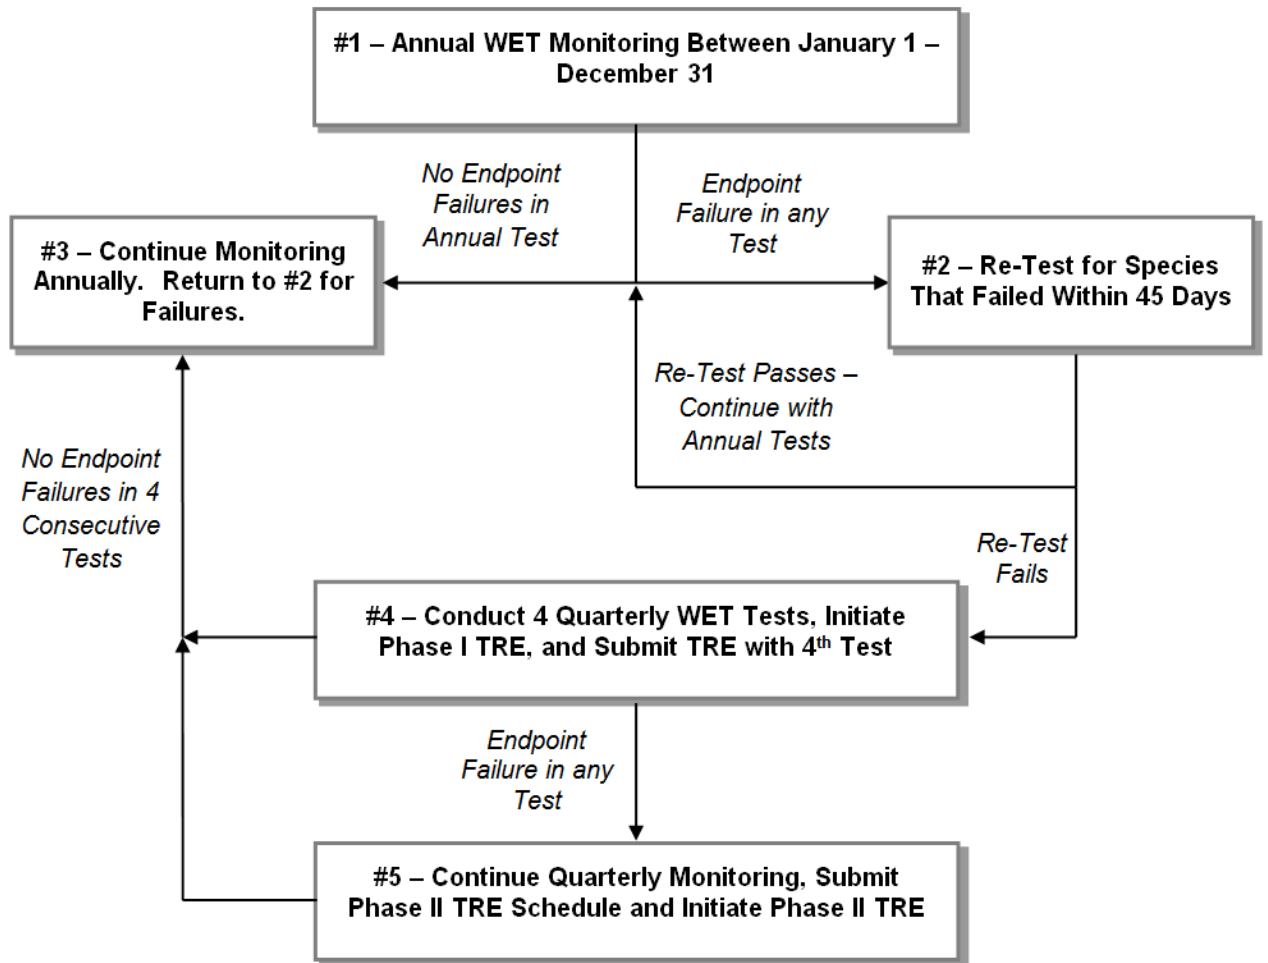 #1 – Annual WET Monitoring Between January 1 –
December 31
No Endpoint
Failures in
Annual Test
Endpoint
Failure in any
Test
#3 – Continue Monitoring
Annually.  Return to #2 for
Failures.
#2 – Re-Test for Species
That Failed Within 45 Days
Re-Test Passes –
Continue with
Annual Tests
No Endpoint
Failures in 4
Consecutive
Tests
Re-Test
Fails
#4 – Conduct 4 Quarterly WET Tests, Initiate
Phase I TRE, and Submit TRE with 4th Test
Endpoint
Failure in any
Test
#5 – Continue Quarterly Monitoring, Submit
Phase II TRE Schedule and Initiate Phase II TRE